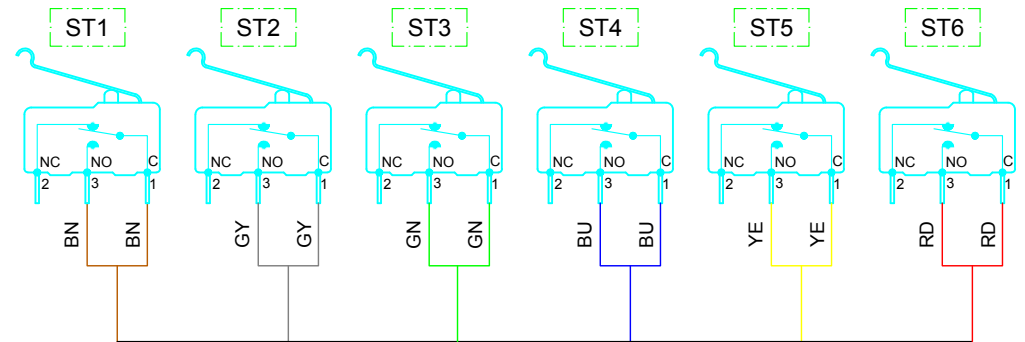 ST1 ST2 ST3 ST4 ST5 ST6
NC NO C NC NO C NC NO C NC NO C NC NO C NC NO C
2 3 1 2 3 1 2 3 1 2 3 1 2 3 1 2 3 1
BN BN GY GY GN GN BU BU YE YE RD RD